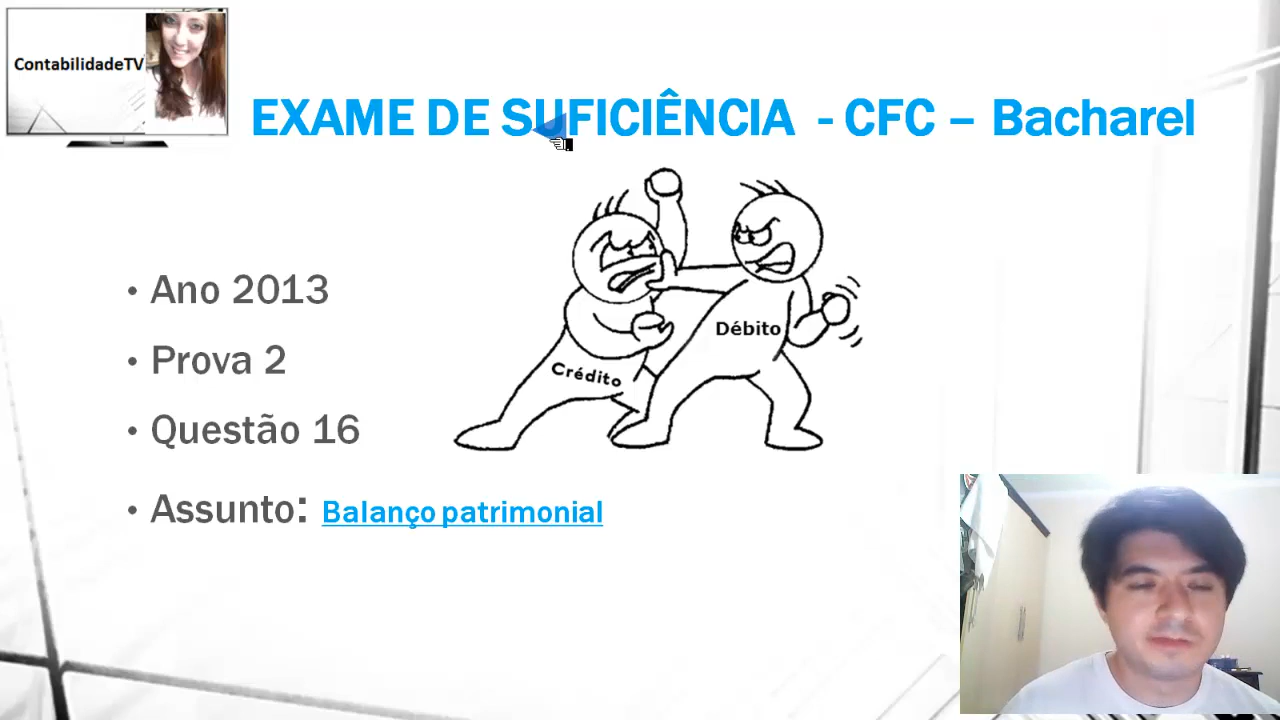 ContabilidadeTV
EXAME DE SUFICIÊNCIA - CFC – Bacharel
• Ano 2013
• Prova 2
• Questão 16
• Assunto: Balanço patrimonial
Crédito
Débito